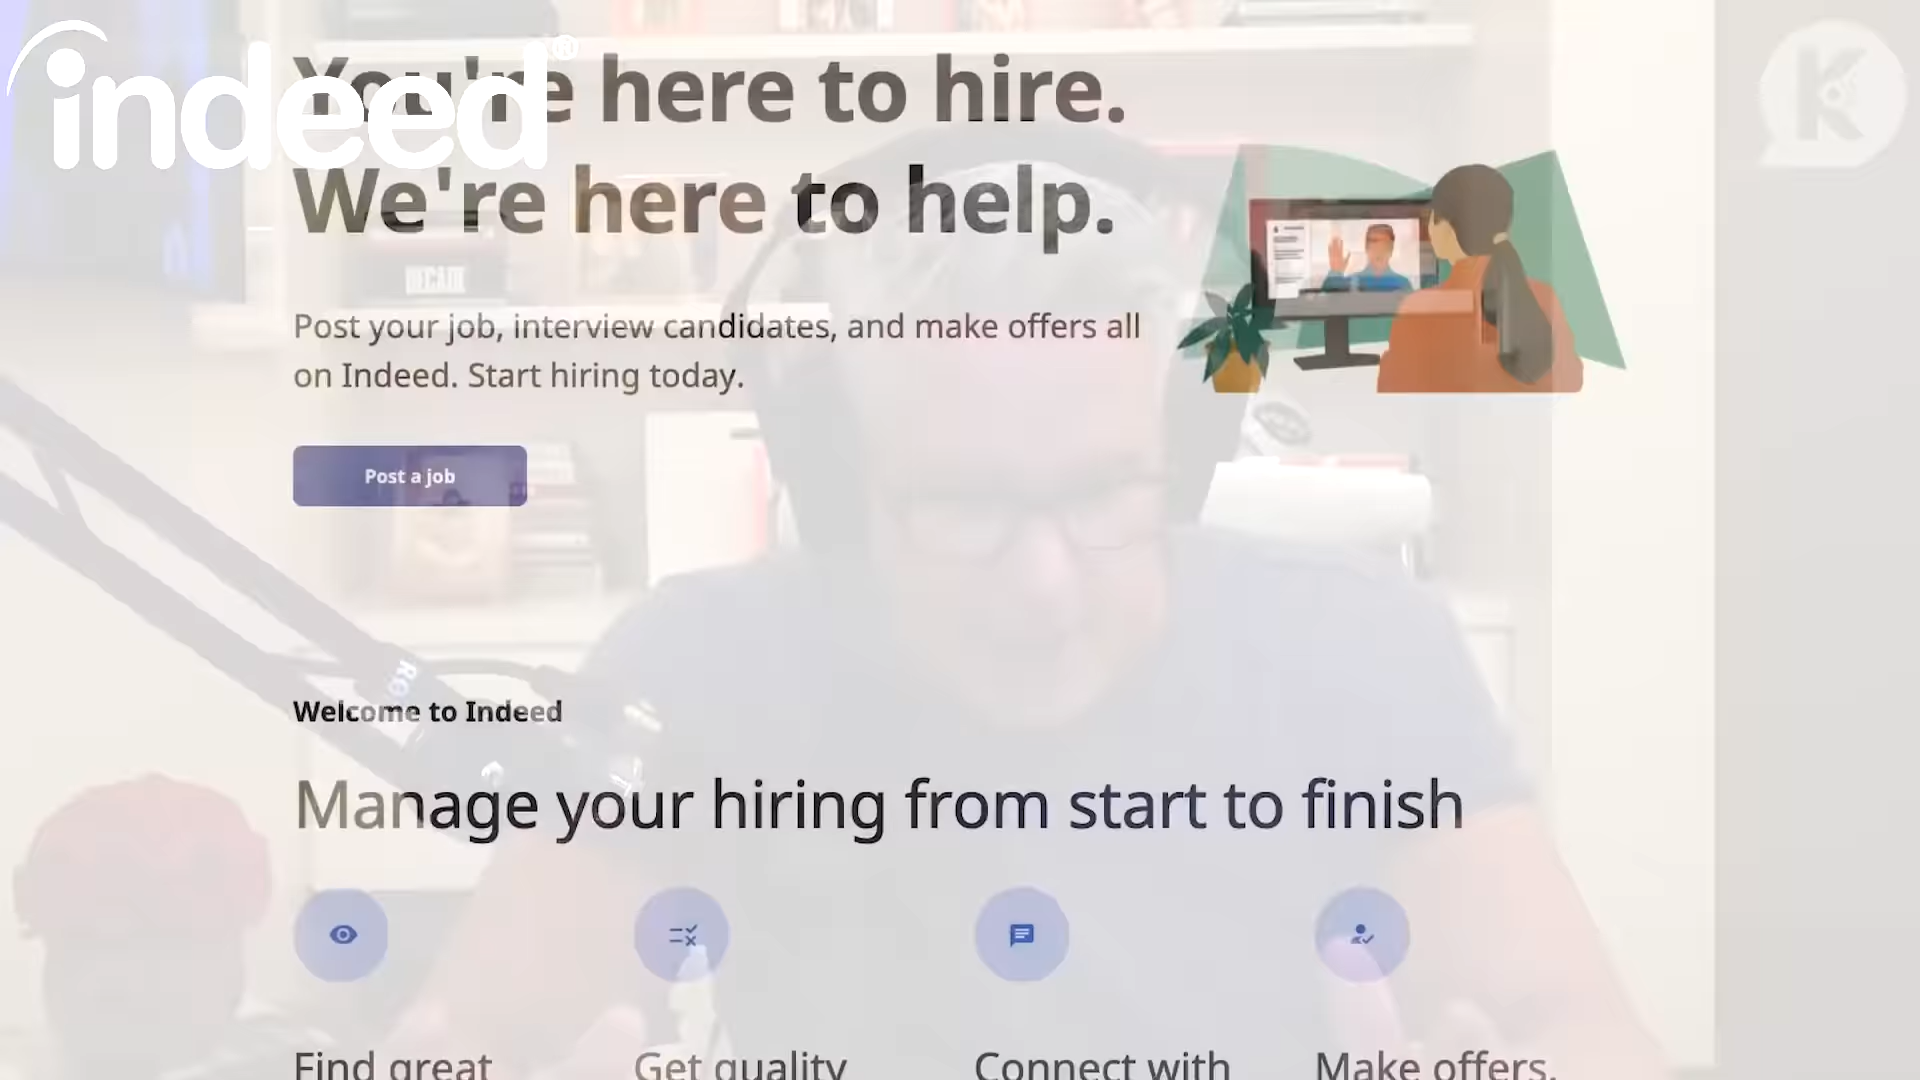 indeed®
K
You're here to hire.
We're here to help.
DECADE
Post your job, interview candidates, and make offers all
on Indeed. Start hiring today.
Post a job
Welcome to Indeed
Manage your hiring from start to finish
Find great
Get quality
Connect with
Make offers.